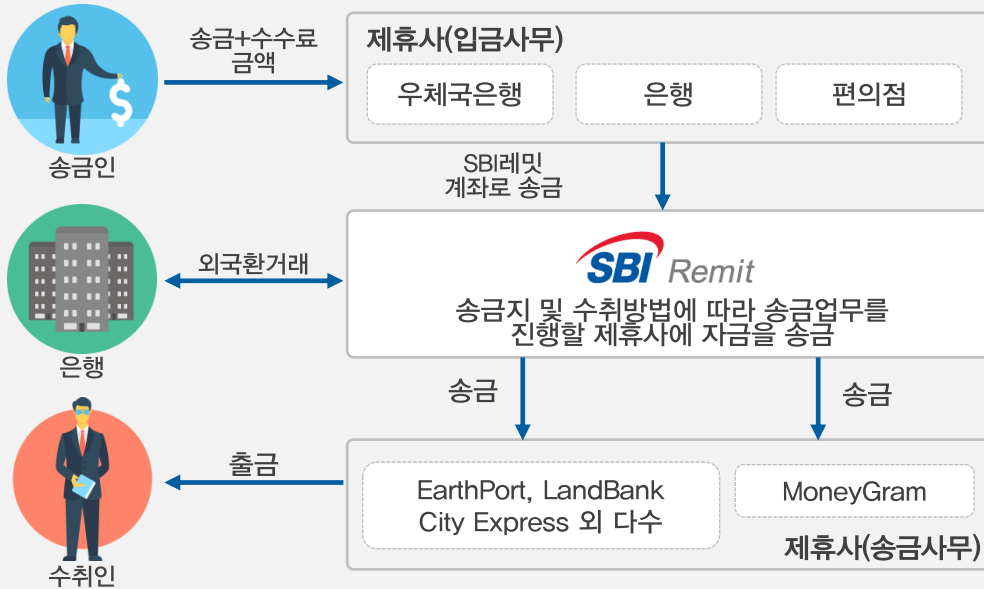 송금+수수료
금액
제휴사(입금사무)
우체국은행
은행
편의점
송금인
SBI레밋
계좌로 송금
외국환거래
SBI Remit
송금지 및 수취방법에 따라 송금업무를
진행할 제휴사에 자금을 송금
은행
송금
송금
출금
EarthPort, LandBank
City Express 외 다수
MoneyGram
제휴사(송금사무)
수취인